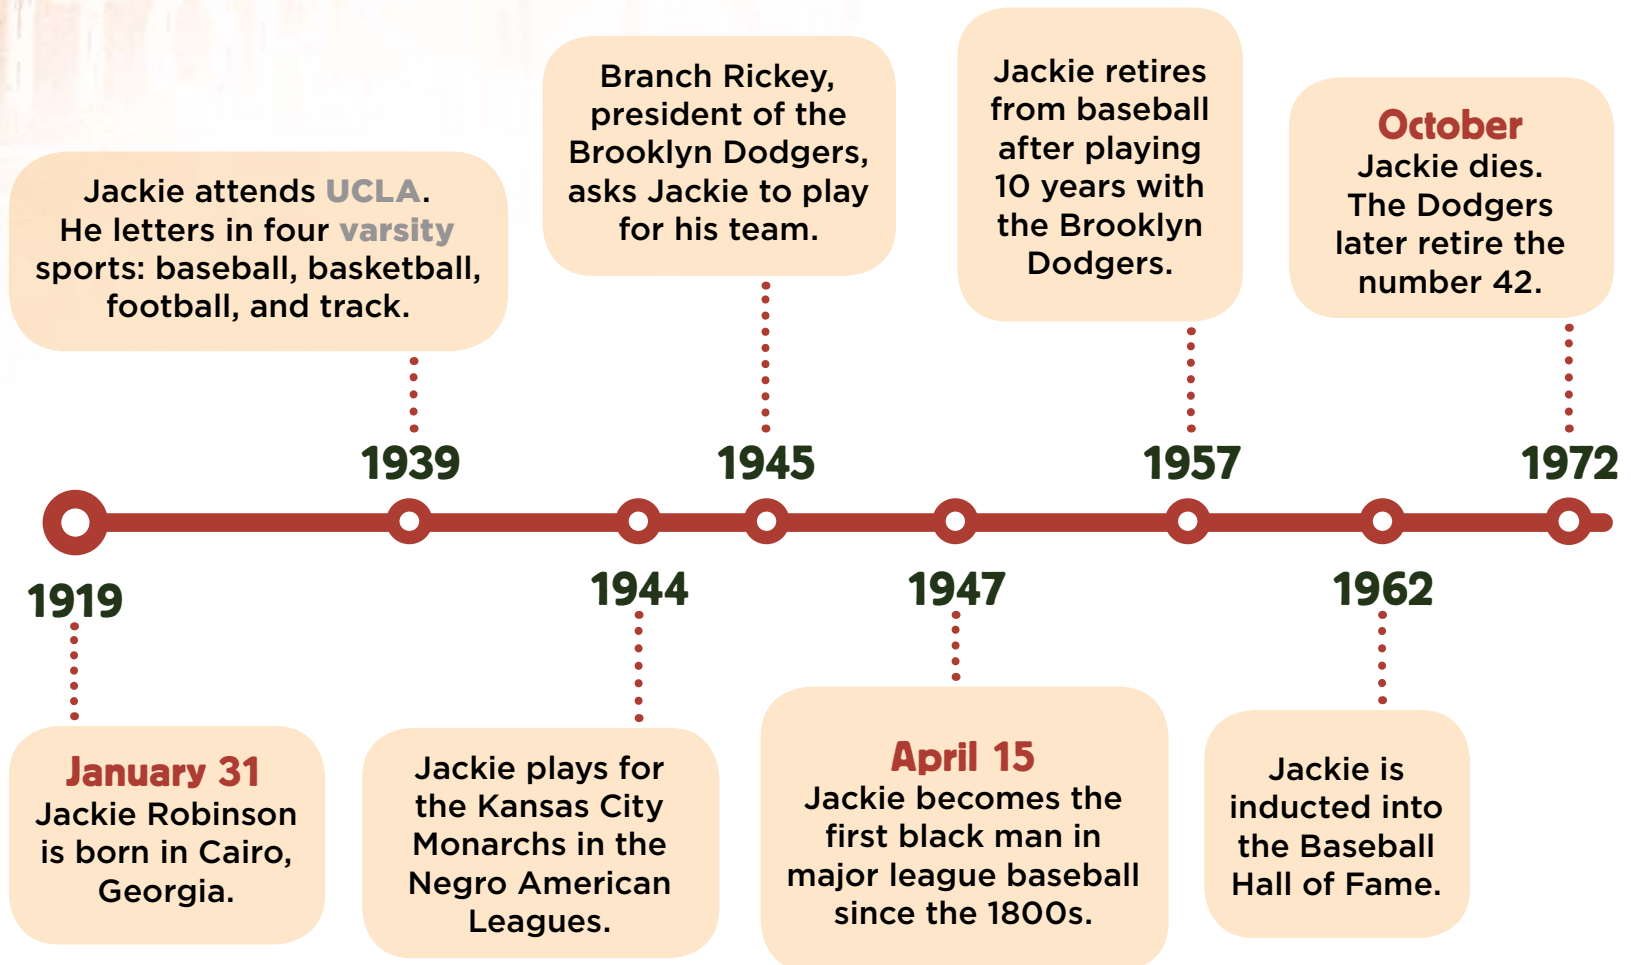 1919
January 31
Jackie Robinson
is born in Cairo,
Georgia.
Jackie attends UCLA.
He letters in four varsity
sports: baseball, basketball,
football, and track.
1939
1944
Jackie plays for
the Kansas City
Monarchs in the
Negro American
Leagues.
Branch Rickey,
president of the
Brooklyn Dodgers,
asks Jackie to play
for his team.
1945
1947
April 15
Jackie becomes the
first black man in
major league baseball
since the 1800s.
Jackie retires
from baseball
after playing
10 years with
the Brooklyn
Dodgers.
1957
1962
Jackie is
inducted into
the Baseball
Hall of Fame.
October
Jackie dies.
The Dodgers
later retire the
number 42.
1972